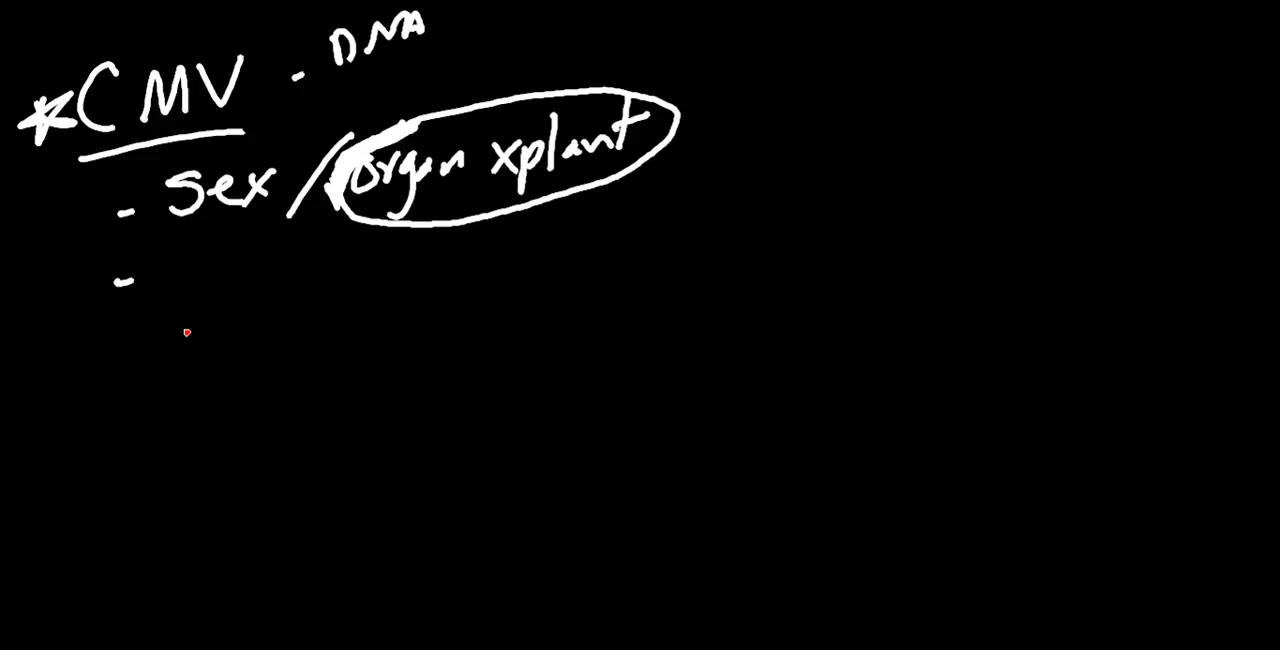 *CMV - DNA
- Sex / organ xplant
-